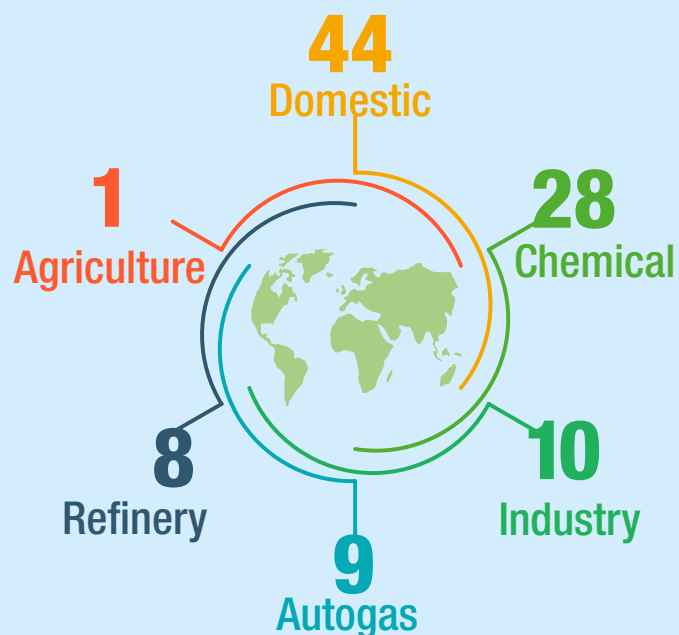 44
Domestic
28
Chemical
10
Industry
9
Autogas
8
Refinery
1
Agriculture